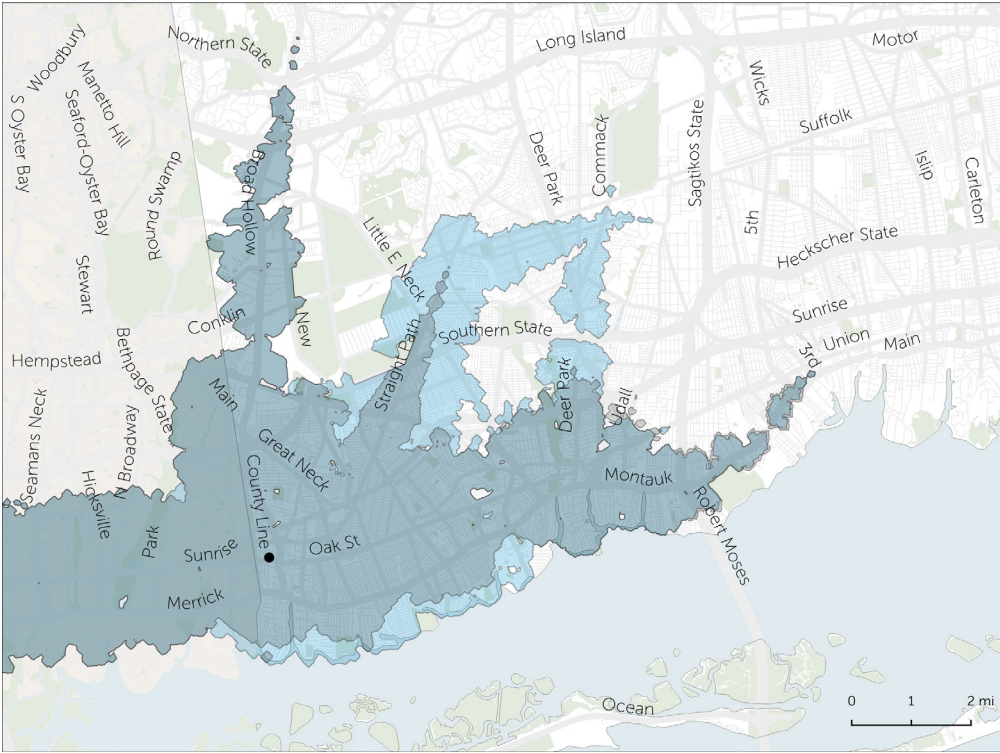 Northern State
Long Island
Motor
Woodbury
Manetto Hill
S Oyster Bay
Seaford-Oyster Bay
Round Swamp
Broad Hollow
Little E Neck
Deer Park
Commack
Sagtikos State
Wicks
Suffolk
5th
Islip
Carleton
Heckscher State
Stewart
Conklin
New
Straight Path
Southern State
Sunrise
Union
Main
3rd
Hempstead
Bethpage State
Seamans Neck
N Broadway
Hicksville
Main
Great Neck
Deer Park
Udall
Montauk
Robert Moses
County Line
Park
Sunrise
Oak St
Merrick
Ocean
0 1 2 mi